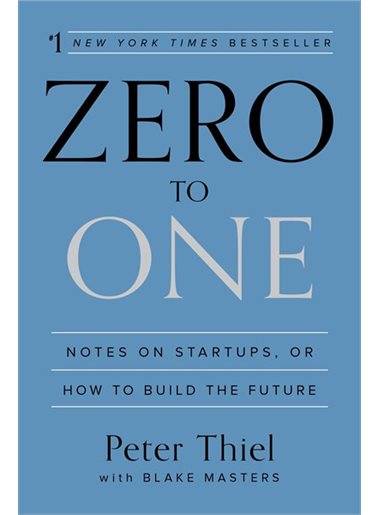 #1 NEW YORK TIMES BESTSELLER
ZERO
TO
ONE
NOTES ON STARTUPS, OR
HOW TO BUILD THE FUTURE
Peter Thiel
with BLAKE MASTERS